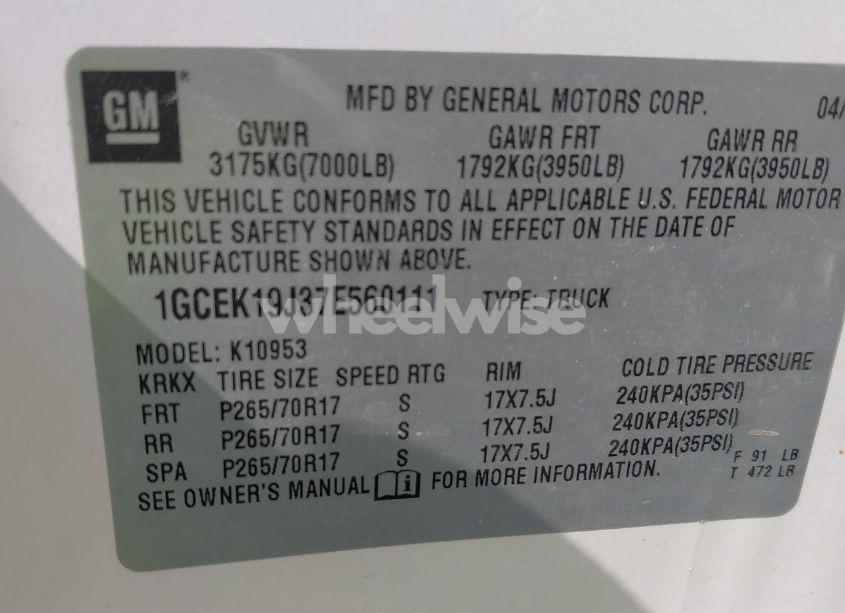 GM ®
MFD BY GENERAL MOTORS CORP. 04/
GVWR GAWR FRT GAWR RR
3175KG(7000LB) 1792KG(3950LB) 1792KG(3950LB)
THIS VEHICLE CONFORMS TO ALL APPLICABLE U.S. FEDERAL MOTOR
VEHICLE SAFETY STANDARDS IN EFFECT ON THE DATE OF
MANUFACTURE SHOWN ABOVE.
1GCEK19J37E560111 TYPE: TRUCK
wheelwise
MODEL: K10953
KRKX TIRE SIZE SPEED RTG RIM COLD TIRE PRESSURE
FRT P265/70R17 S 17X7.5J 240KPA(35PSI)
RR P265/70R17 S 17X7.5J 240KPA(35PSI)
SPA P265/70R17 S 17X7.5J 240KPA(35PSI)
F 91 LB
T 472 LB
SEE OWNER'S MANUAL i FOR MORE INFORMATION.